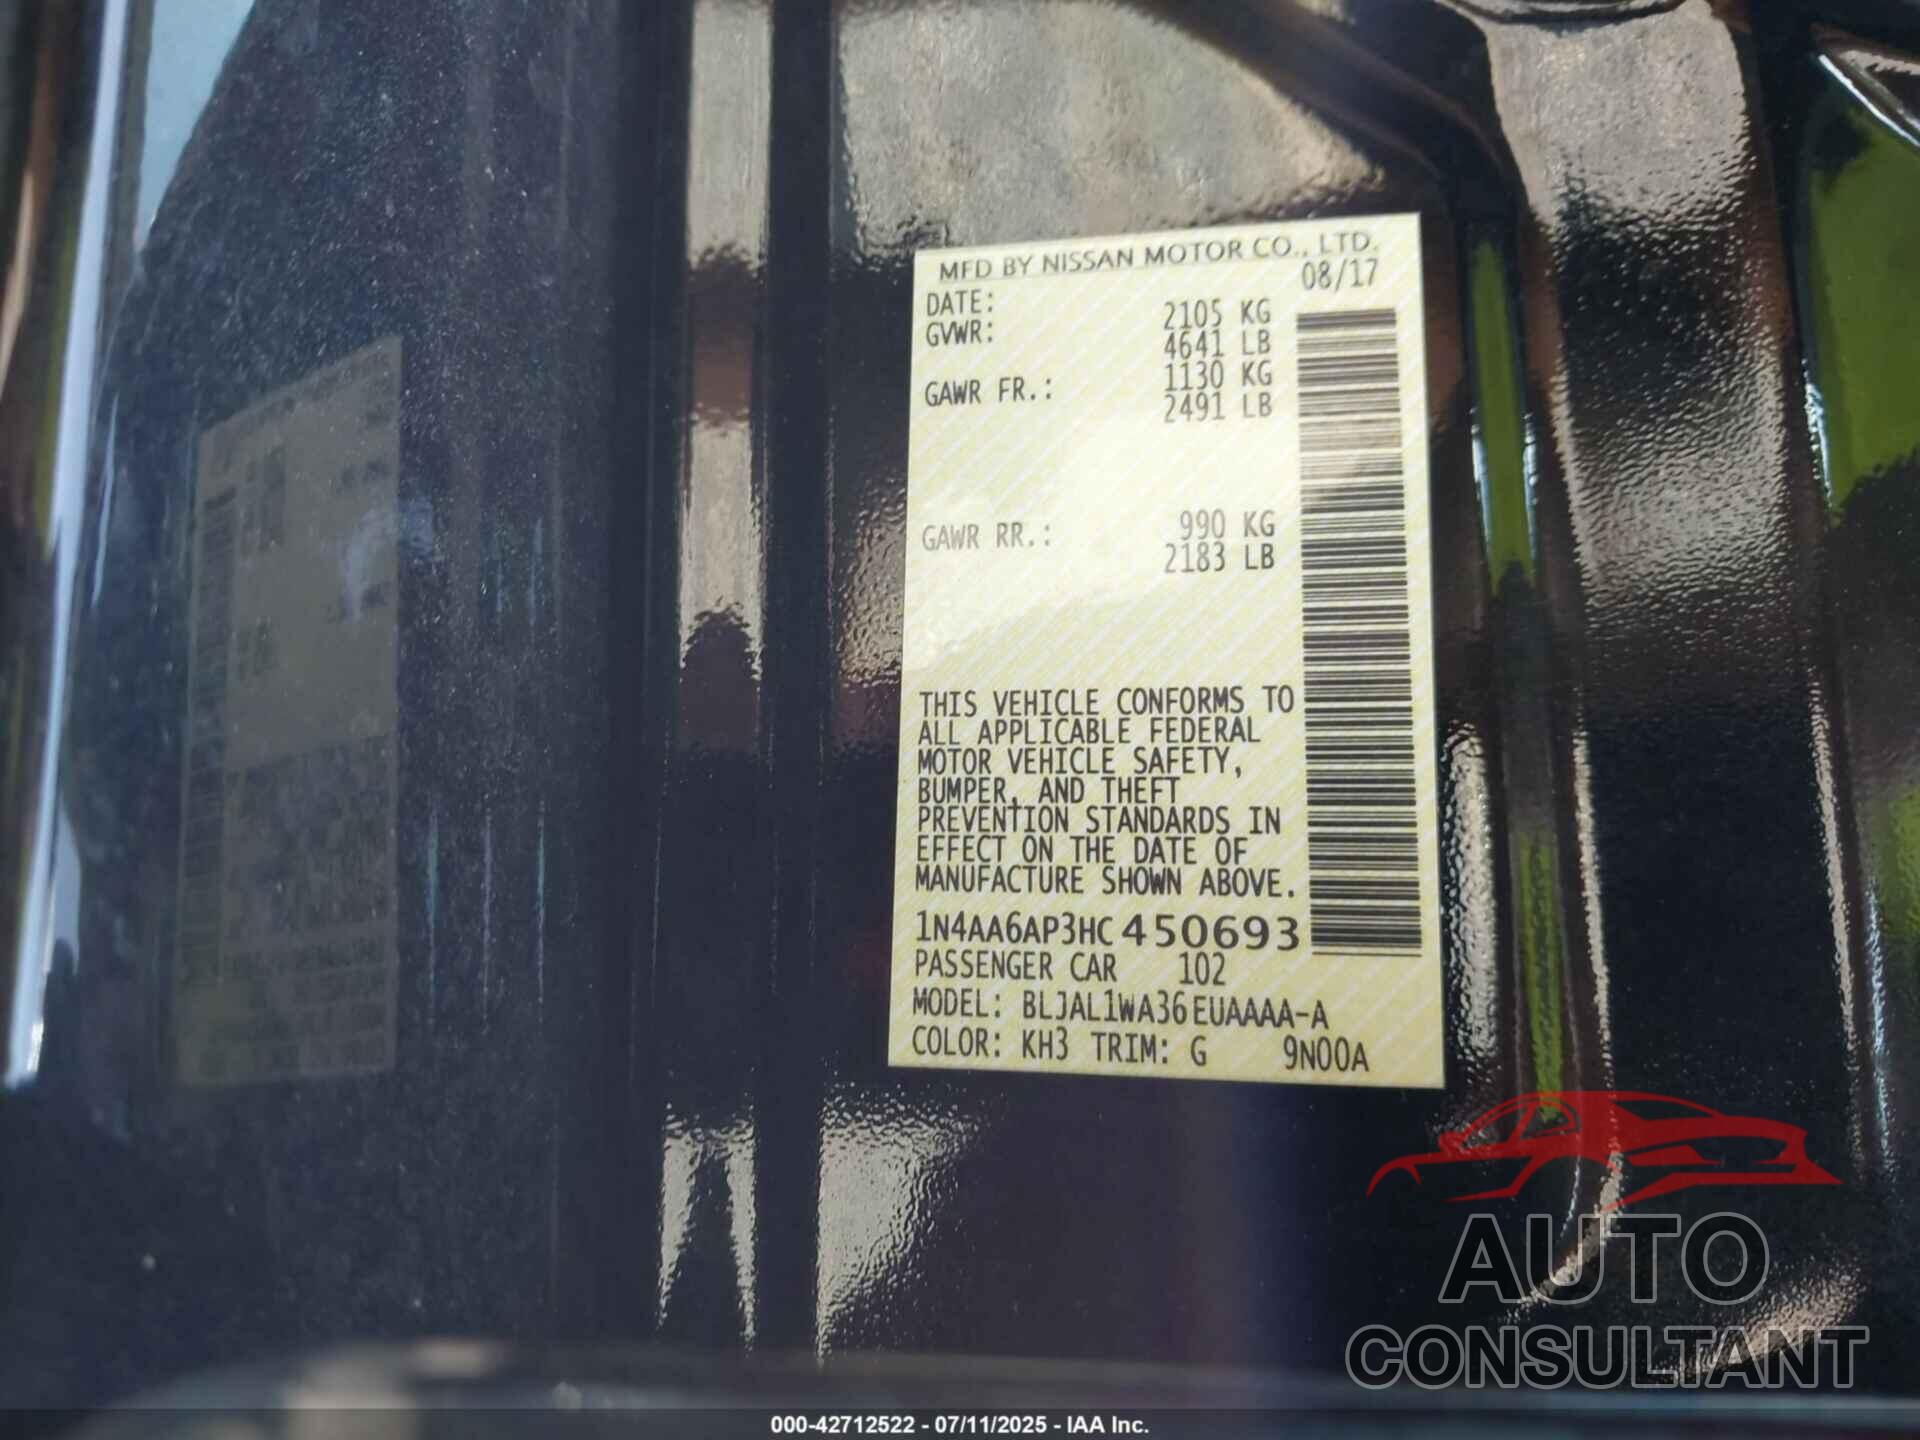 MFD BY NISSAN MOTOR CO., LTD.
DATE: 08/17
GVWR: 2105 KG
4641 LB
GAWR FR.: 1130 KG
2491 LB
GAWR RR.: 990 KG
2183 LB
THIS VEHICLE CONFORMS TO
ALL APPLICABLE FEDERAL
MOTOR VEHICLE SAFETY,
BUMPER, AND THEFT
PREVENTION STANDARDS IN
EFFECT ON THE DATE OF
MANUFACTURE SHOWN ABOVE.
1N4AA6AP3HC450693
PASSENGER CAR 102
MODEL: BLJAL1WA36EUAAAA-A
COLOR: KH3 TRIM: G 9N00A
AUTO
CONSULTANT
000-42712522 - 07/11/2025 - IAA Inc.